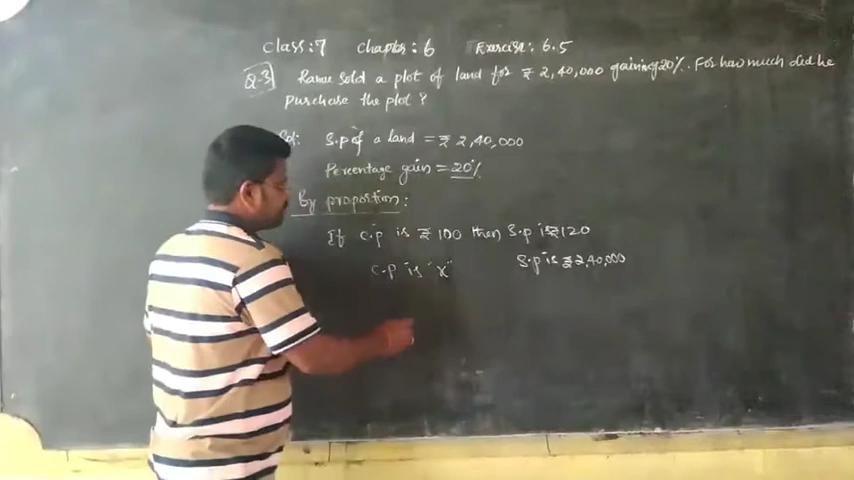 Class:7 Chapter: 6 Exercise: 6.5
Q.3 Ramu sold a plot of land for ₹ 2,40,000 gaining 20%. For how much did he
purchase the plot ?
Sol: S.p of a land = ₹ 2,40,000
Percentage gain = 20%
By proportion:
If c.p is ₹ 100 then S.p is ₹ 120
c.p is "x" S.p is ₹ 2,40,000